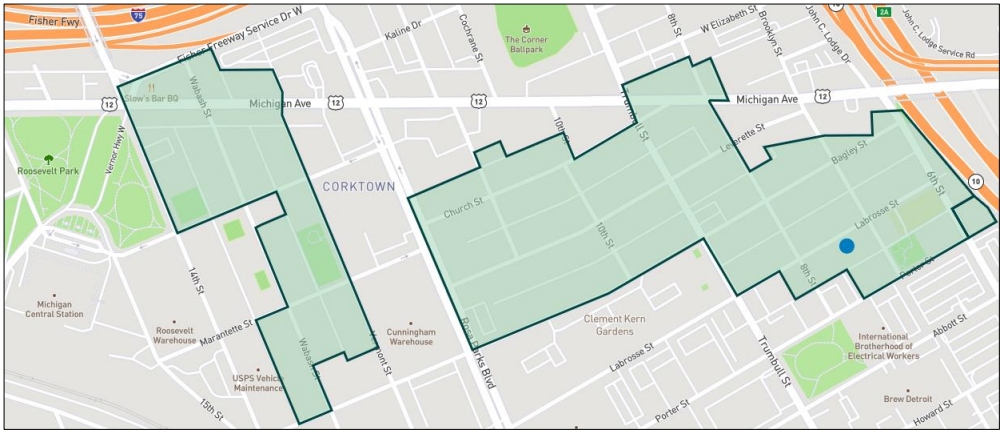 Fisher Fwy
75
Fisher Freeway Service Dr W
Kaline Dr
Cochrane St
The Corner
Ballpark
8th St
W Elizabeth St
Brooklyn St
John C. Lodge Dr
10
2A
John C. Lodge Service Rd
12
Slow's Bar BQ
Wabash St
Michigan Ave
12
12
Michigan Ave
12
Vernor Hwy W
Roosevelt Park
Trumbull St
10th St
Leverette St
Bagley St
6th St
10
CORKTOWN
Church St
10th St
Labrosse St
8th St
Porter St
14th St
Michigan
Central Station
Roosevelt
Warehouse
Marantette St
Wabash St
Vermont St
Cunningham
Warehouse
Rosa Parks Blvd
Clement Kern
Gardens
USPS Vehicle
Maintenance
15th St
Labrosse St
Porter St
Trumbull St
International
Brotherhood of
Electrical Workers
Abbott St
Brew Detroit
Howard St